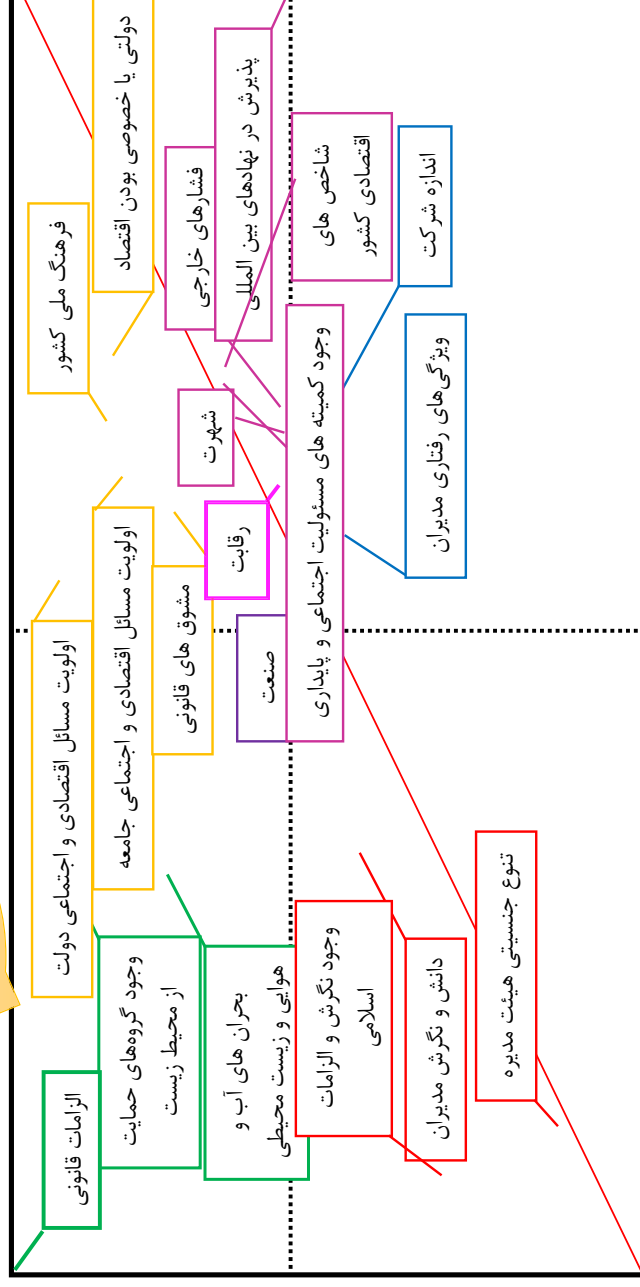 فرهنگ ملی کشور
دولتی یا خصوصی بودن اقتصاد
فشارهای خارجی
پذیرش در نهادهای بین المللی
شاخص های
اقتصادی کشور
اندازه شرکت
ویژگی‌های رفتاری مدیران
وجود کمیته های مسئولیت اجتماعی و پایداری
شهرت
رقابت
صنعت
مشوق های قانونی
اولویت مسائل اقتصادی و اجتماعی جامعه
اولویت مسائل اقتصادی و اجتماعی دولت
الزامات قانونی
وجود گروه‌های حمایت
از محیط زیست
بحران های آب و
هوایی و زیست محیطی
وجود نگرش و الزامات
اسلامی
دانش و نگرش مدیران
تنوع جنسیتی هیئت مدیره